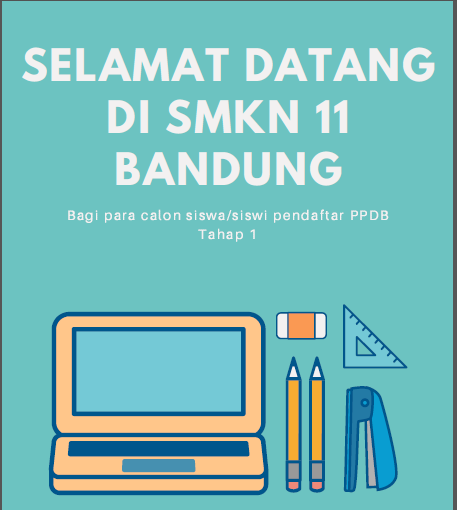 SELAMAT DATANG
DI SMKN 11
BANDUNG
Bagi para calon siswa/siswi pendaftar PPDB
Tahap 1